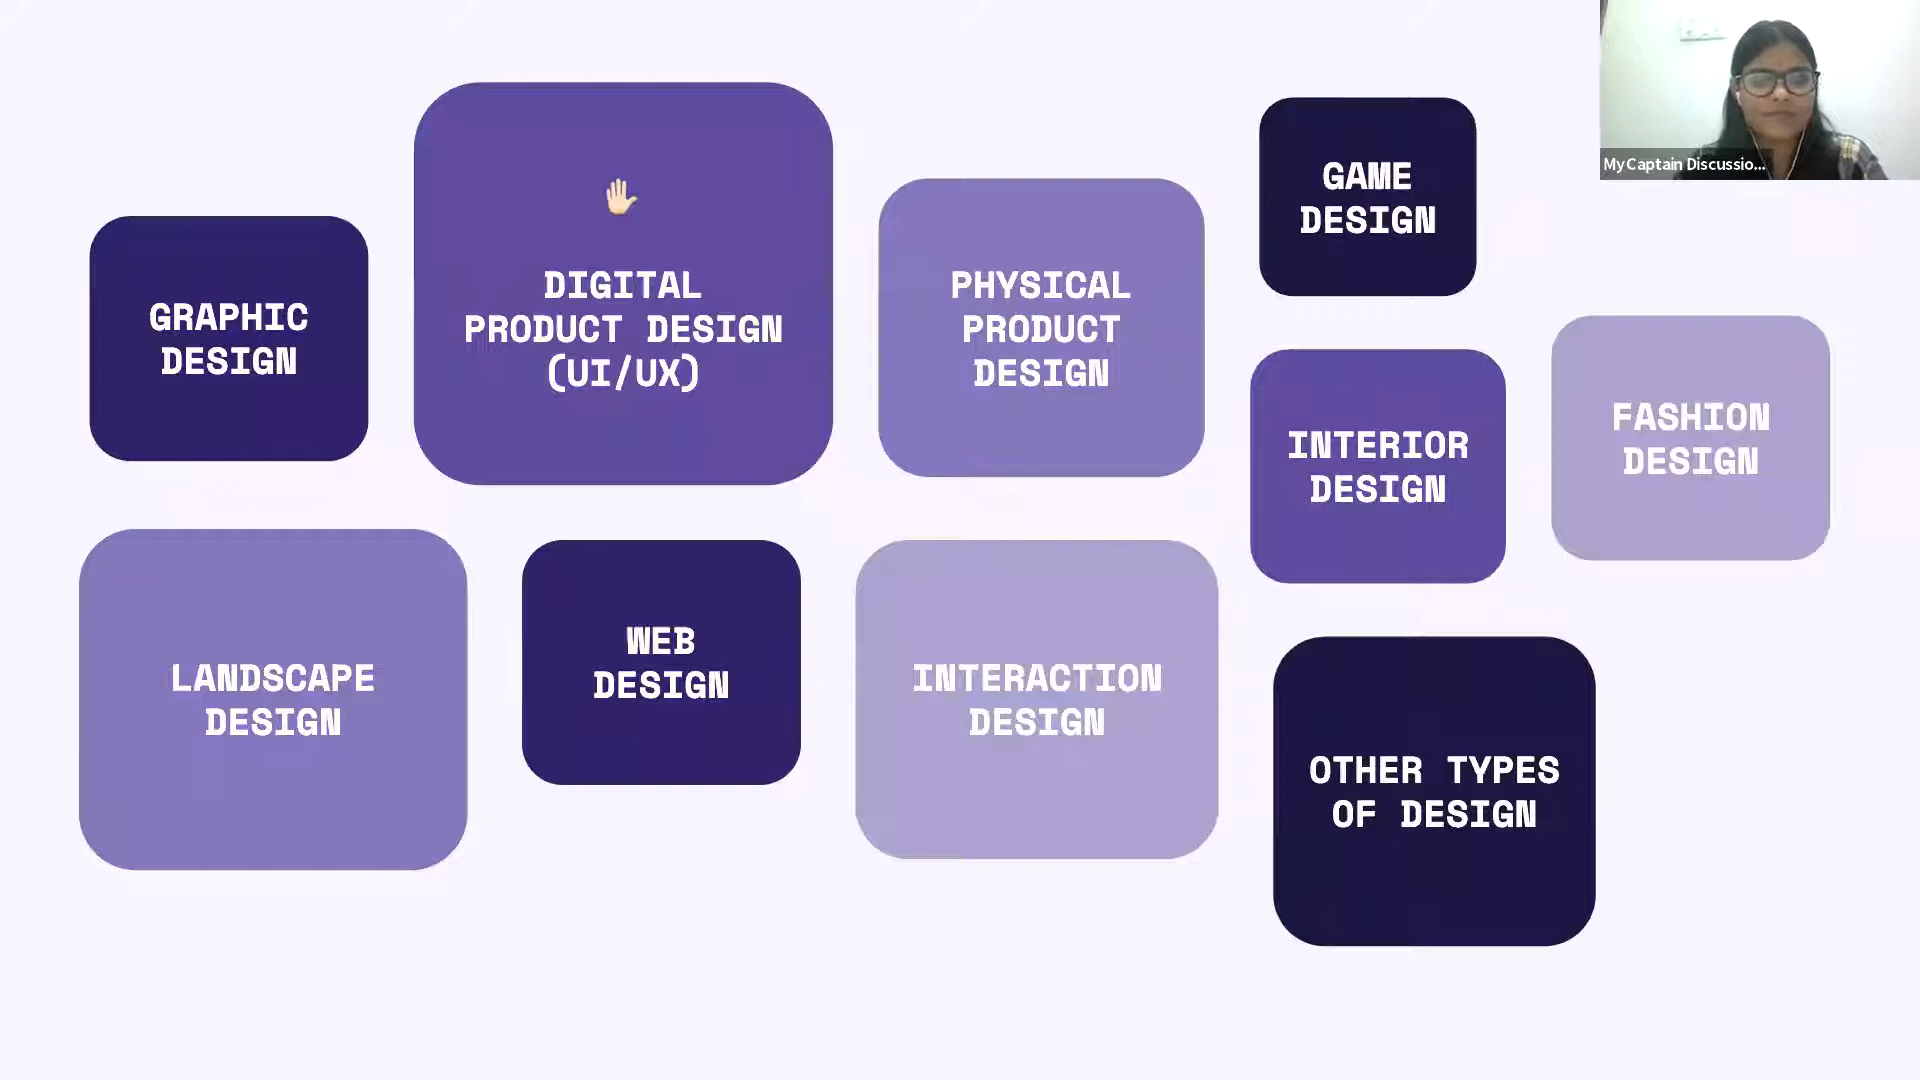 GRAPHIC
DESIGN
DIGITAL
PRODUCT DESIGN
(UI/UX)
PHYSICAL
PRODUCT
DESIGN
GAME
DESIGN
MyCaptain Discussio...
INTERIOR
DESIGN
FASHION
DESIGN
LANDSCAPE
DESIGN
WEB
DESIGN
INTERACTION
DESIGN
OTHER TYPES
OF DESIGN